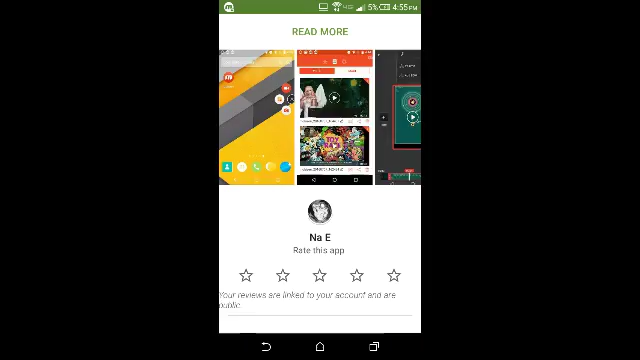 5% 4:55PM
READ MORE
Na E
Rate this app
Your reviews are linked to your account and are
public.